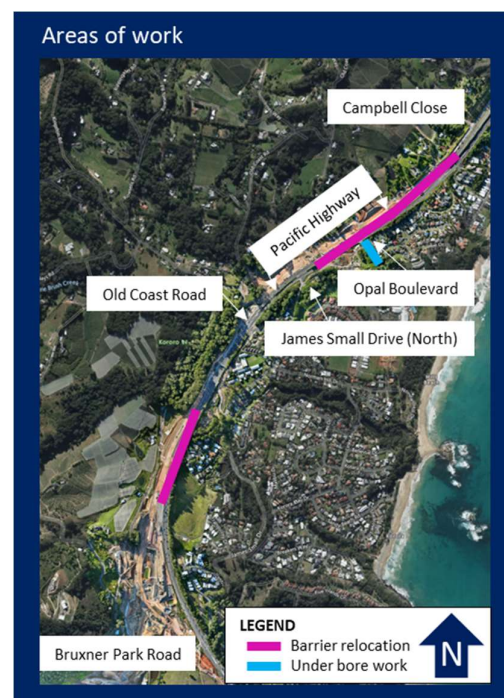 Areas of work
Campbell Close
Pacific Highway
Old Coast Road
Opal Boulevard
James Small Drive (North)
Korora
LEGEND
Barrier relocation
Under bore work
N
Bruxner Park Road